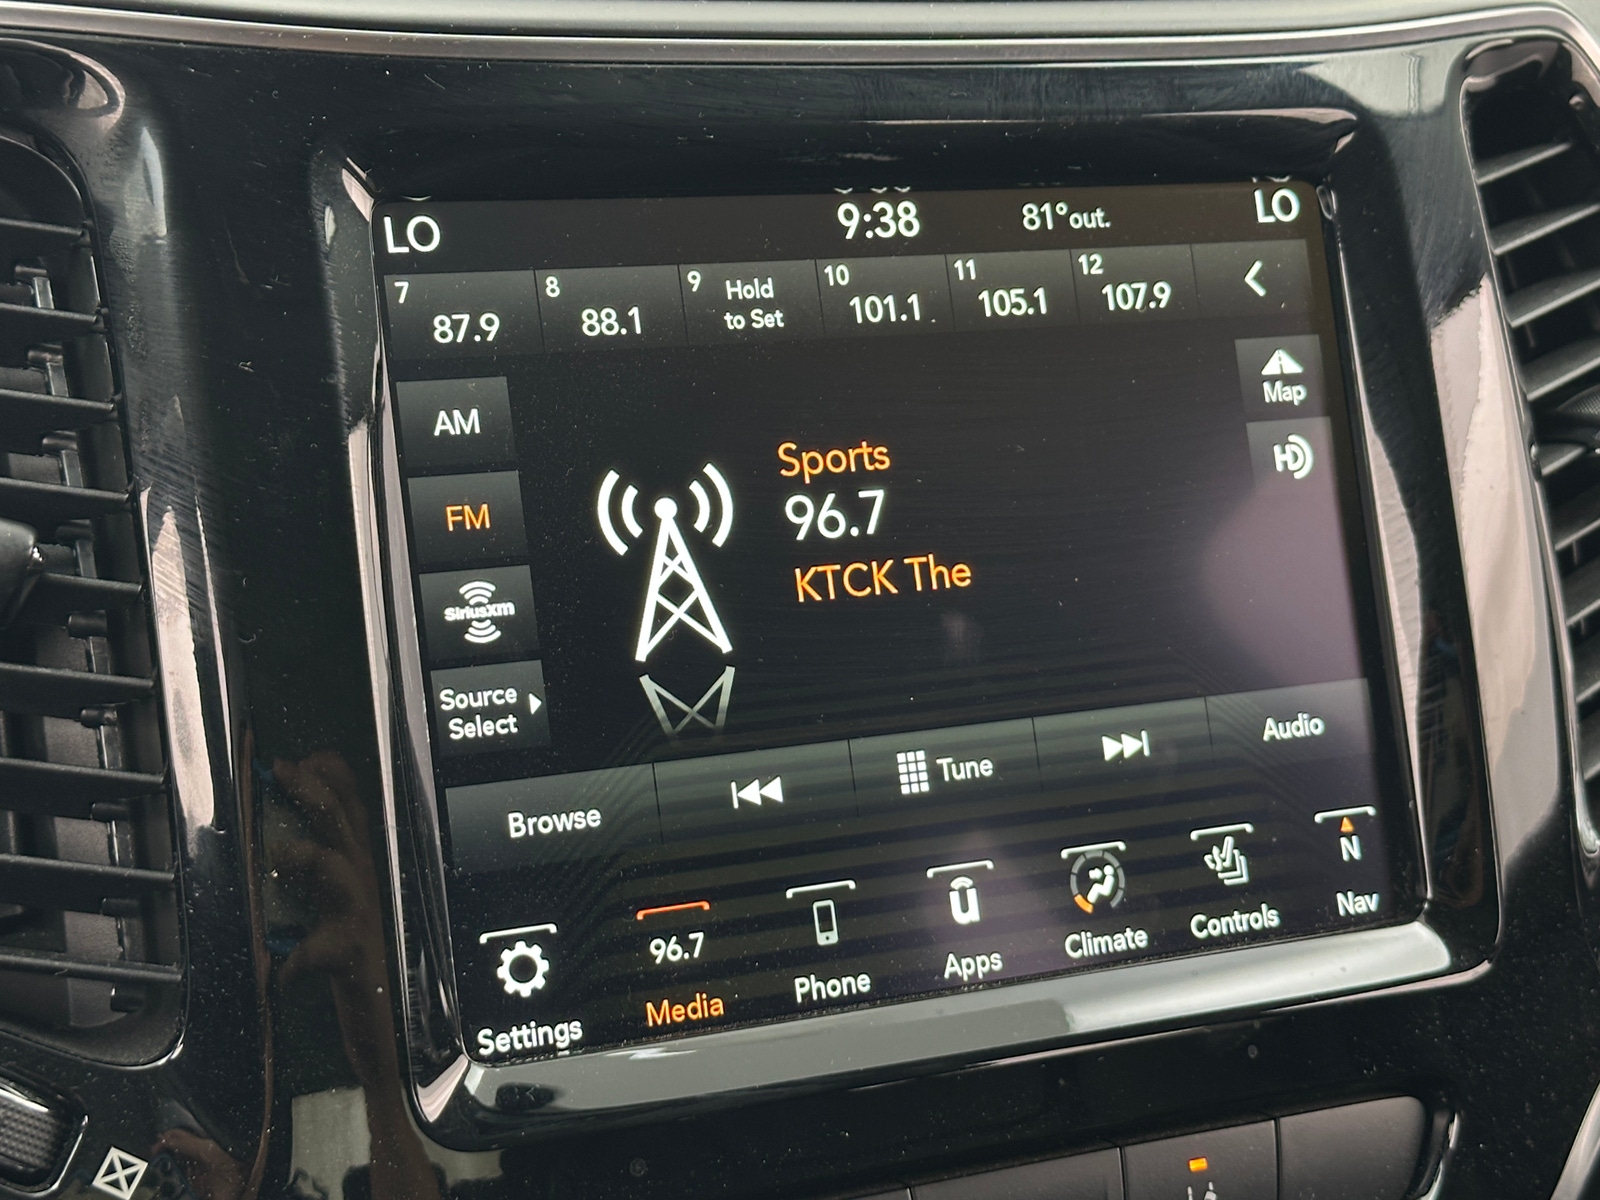 LO
9:38
81° out.
LO
7
87.9
8
88.1
9
Hold
to Set
10
101.1
11
105.1
12
107.9
Map
AM
HD
Sports
FM
96.7
KTCK The
SiriusXM
Source
Select
Browse
Tune
Audio
Settings
96.7
Media
Phone
u
Apps
Climate
Controls
N
Nav